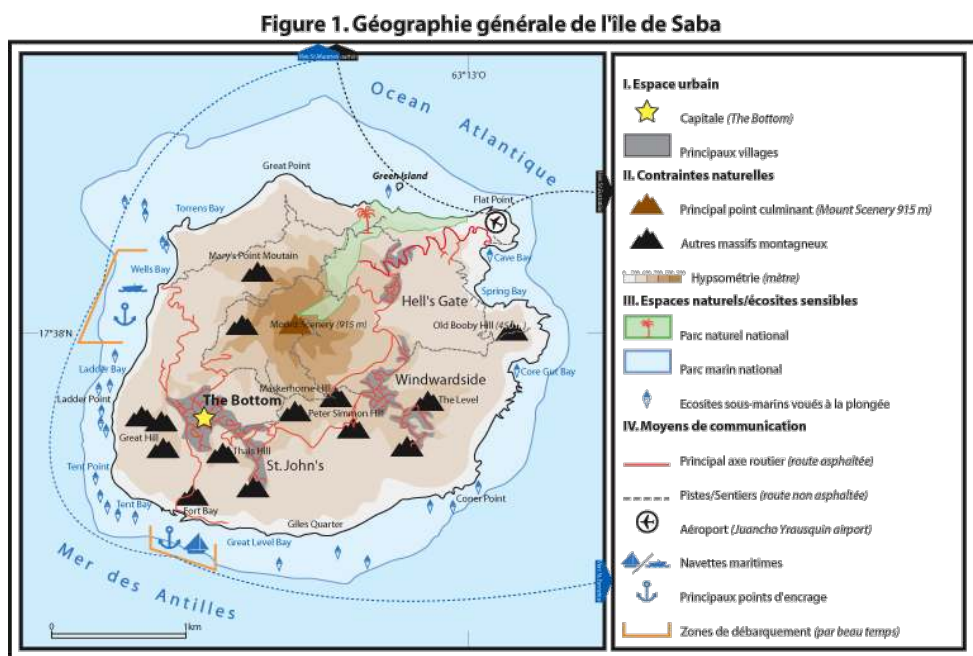 Figure 1. Géographie générale de l'île de Saba
63°13'O
Ocean
Atlantique
Great Point
Green Island
Flat Point
Torrens Bay
Mary's Point Moutain
Cave Bay
Wells Bay
Hell's Gate
Spring Bay
17°38N
Mount Scenery (915 m)
Old Booby Hill
Ladder Bay
Core Gut Bay
Windwardside
Maskerhorne Hill
The Bottom
Ladder Point
Peter Simmon Hill
The Level
Great Hill
Thais Hill
St. John's
Tent Point
Coner Point
Tent Bay
Fort Bay
Giles Quarter
Great Level Bay
Mer des
Antilles
0
1km
I. Espace urbain
Capitale (The Bottom)
Principaux villages
II. Contraintes naturelles
Principal point culminant (Mount Scenery 915 m)
Autres massifs montagneux
Hypsométrie (mètre)
III. Espaces naturels/écosites sensibles
Parc naturel national
Parc marin national
Ecosites sous-marins voués à la plongée
IV. Moyens de communication
Principal axe routier (route asphaltée)
Pistes/Sentiers (route non asphaltée)
Aéroport (Juancho Yrausquin airport)
Navettes maritimes
Principaux points d'encrage
Zones de débarquement (par beau temps)